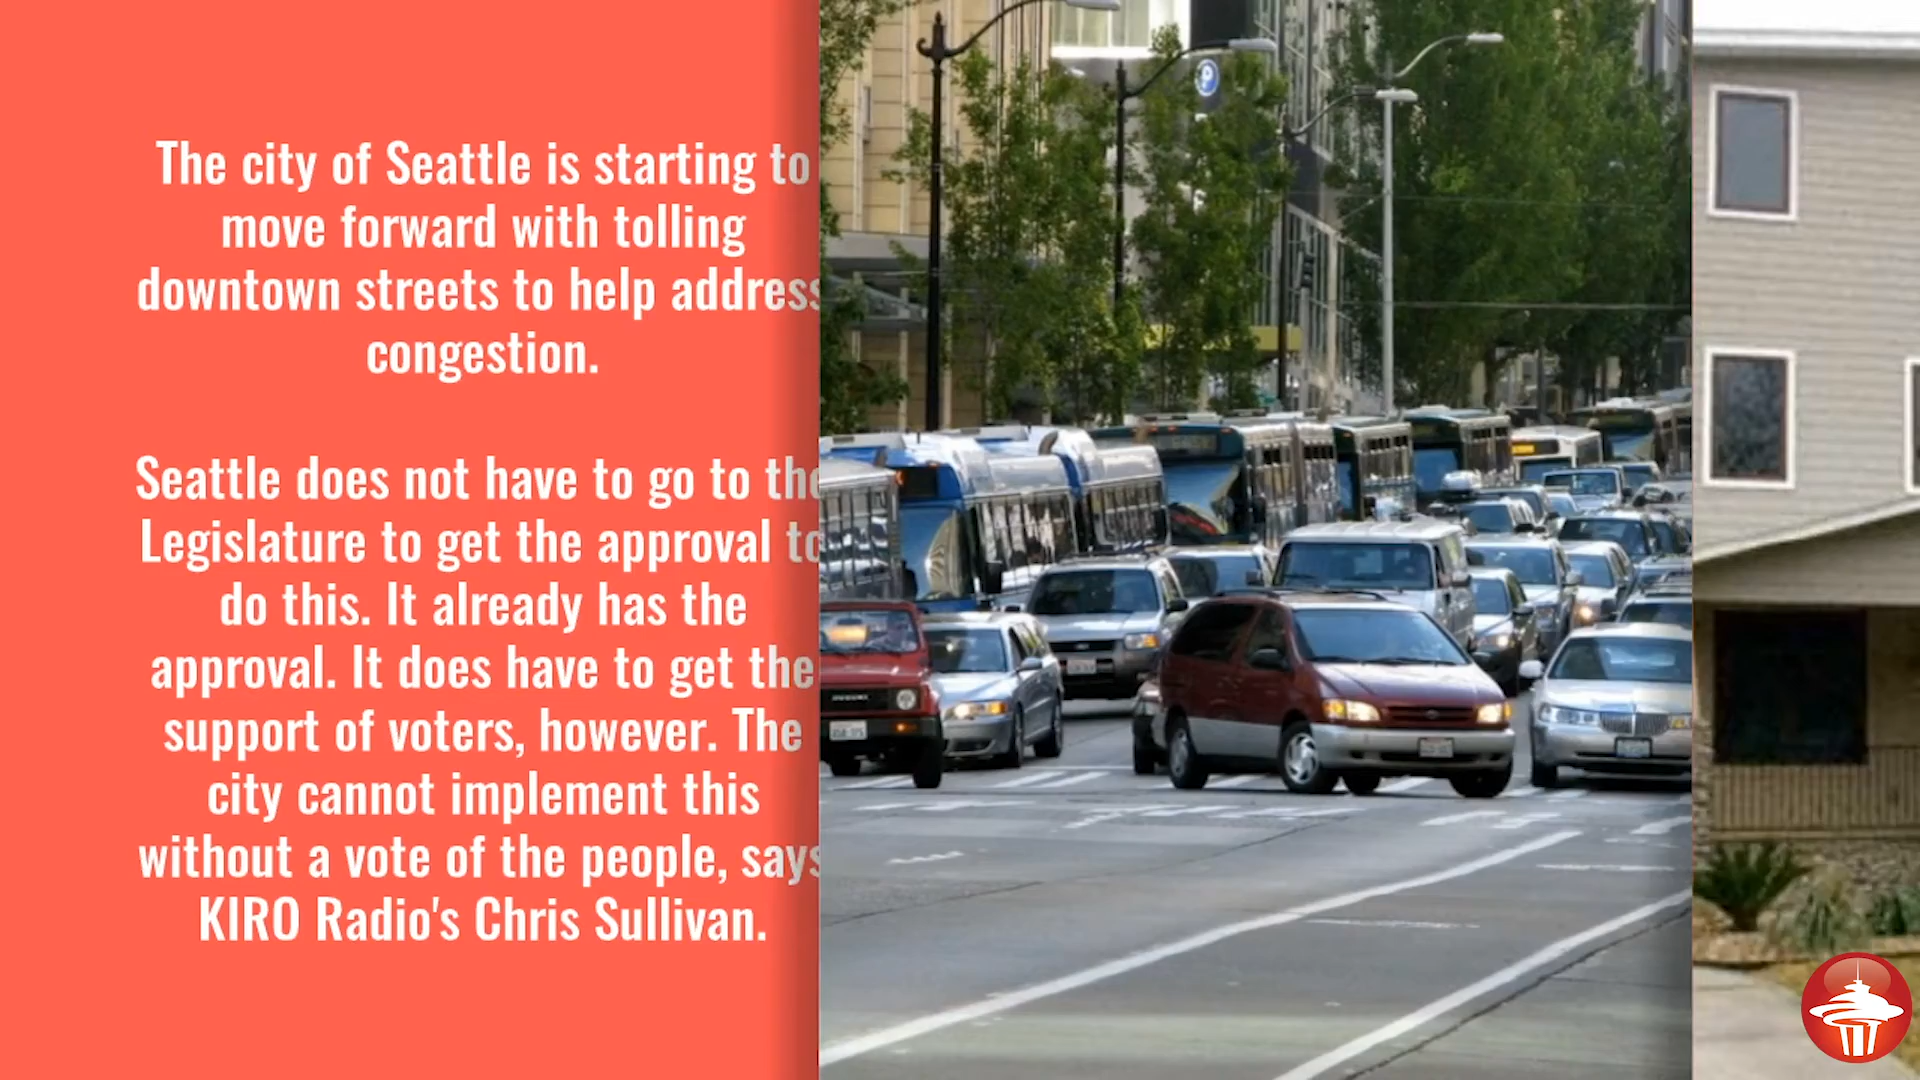 The city of Seattle is starting to
move forward with tolling
downtown streets to help address
congestion.
Seattle does not have to go to the
Legislature to get the approval to
do this. It already has the
approval. It does have to get the
support of voters, however. The
city cannot implement this
without a vote of the people, says
KIRO Radio's Chris Sullivan.